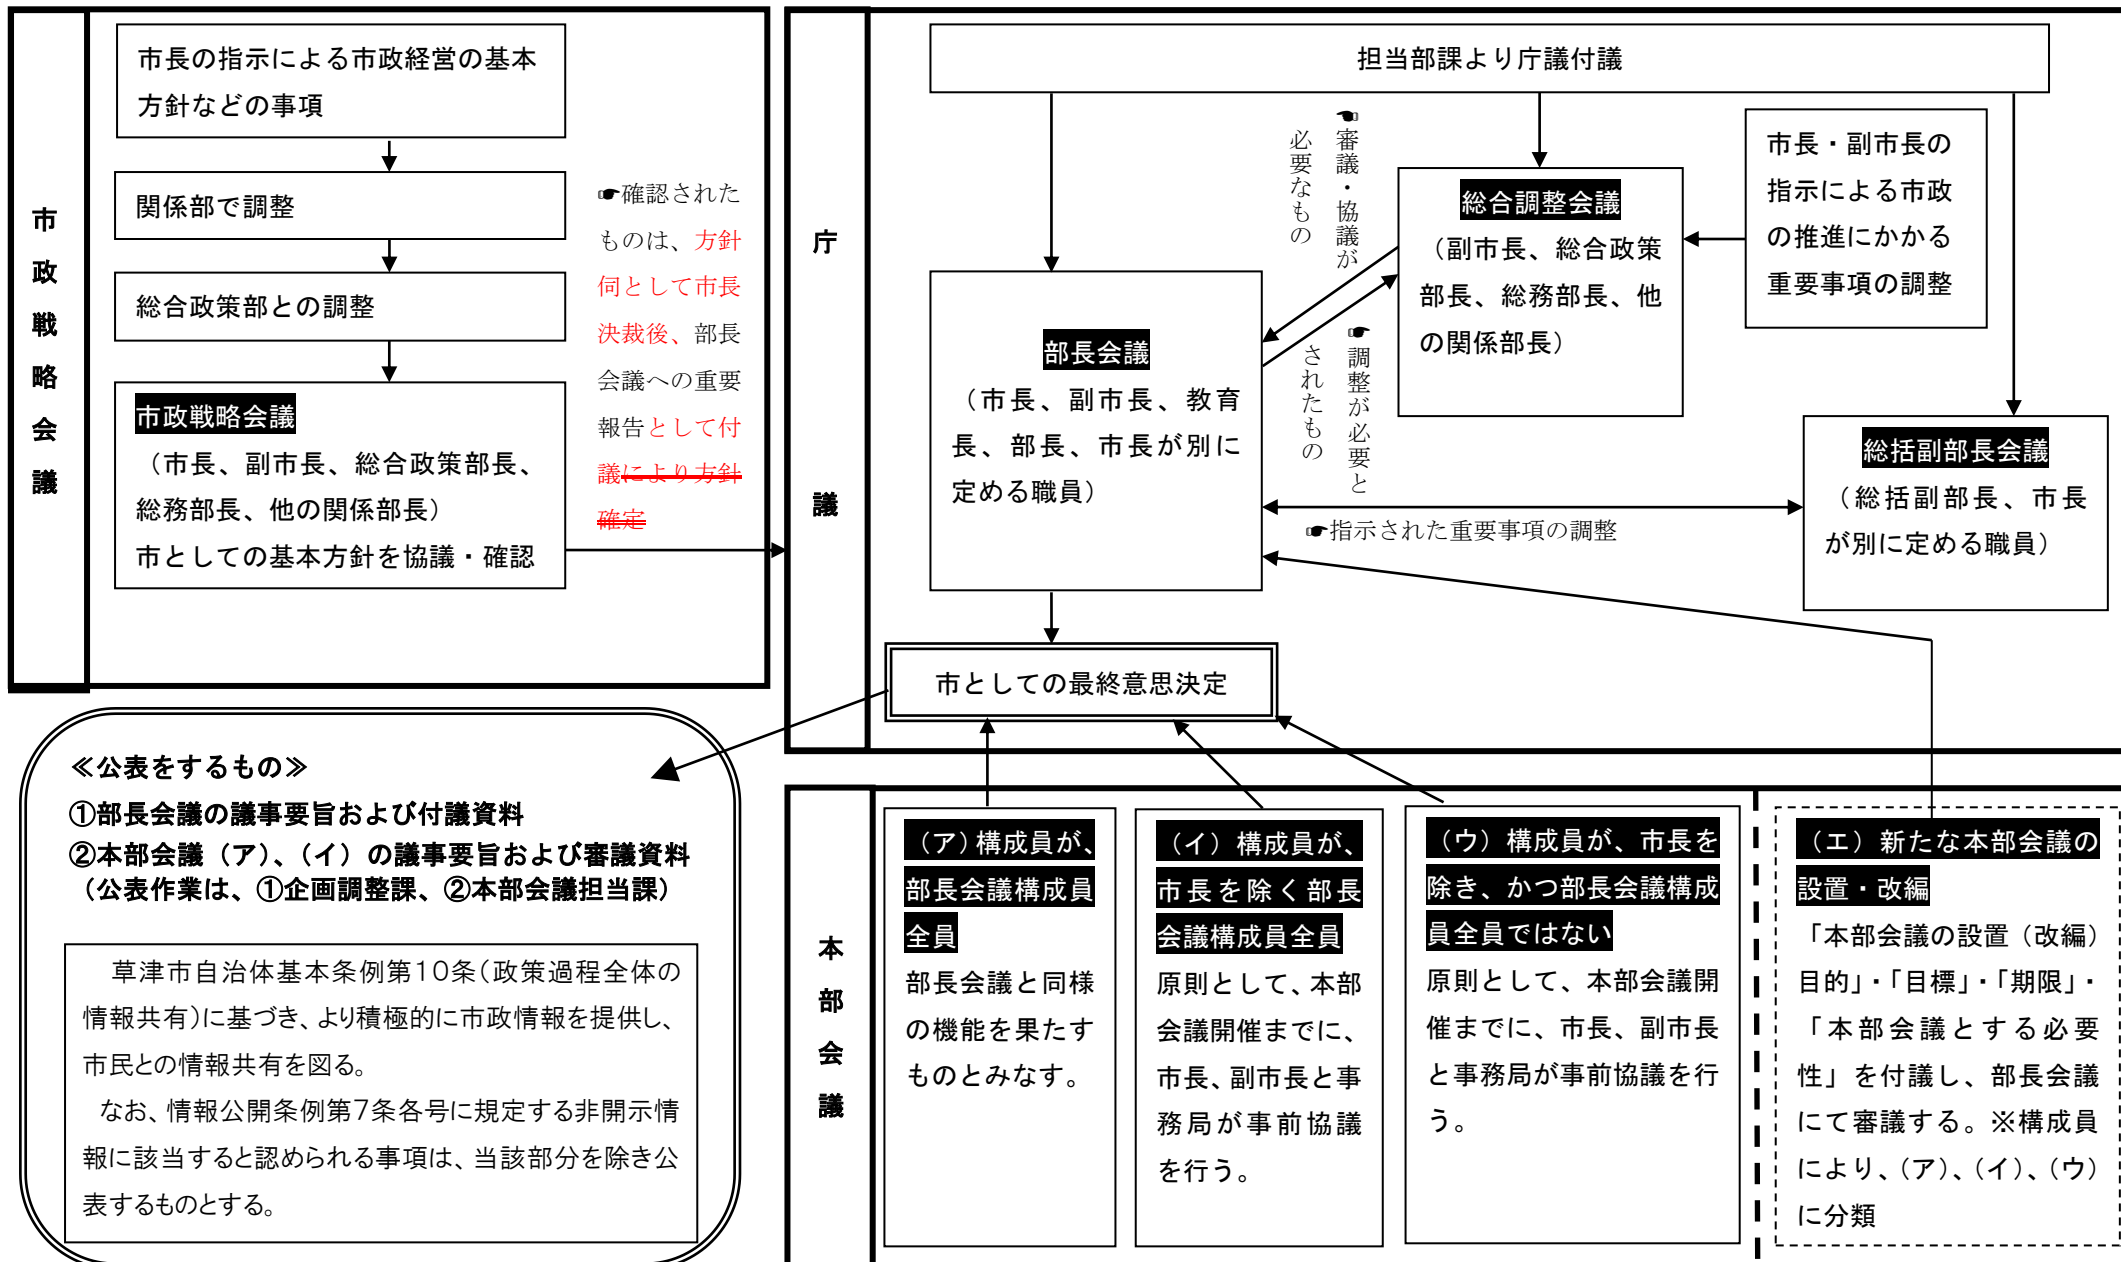 市政戦略会議
市長の指示による市政経営の基本
方針などの事項
関係部で調整
総合政策部との調整
市政戦略会議
（市長、副市長、総合政策部長、
総務部長、他の関係部長）
市としての基本方針を協議・確認
☛確認された
ものは、方針
伺として市長
決裁後、部長
会議への重要
報告として付
議により方針
確定
庁議
担当部課より庁議付議
☚審議・協議が
必要なもの
総合調整会議
（副市長、総合政策
部長、総務部長、他
の関係部長）
市長・副市長の
指示による市政
の推進にかかる
重要事項の調整
部長会議
（市長、副市長、教育
長、部長、市長が別に
定める職員）
☛調整が必要と
されたもの
総括副部長会議
（総括副部長、市長
が別に定める職員）
☛指示された重要事項の調整
市としての最終意思決定
≪公表をするもの≫
①部長会議の議事要旨および付議資料
②本部会議（ア）、（イ）の議事要旨および審議資料
（公表作業は、①企画調整課、②本部会議担当課）
草津市自治体基本条例第10条（政策過程全体の
情報共有）に基づき、より積極的に市政情報を提供し、
市民との情報共有を図る。
なお、情報公開条例第7条各号に規定する非開示情
報に該当すると認められる事項は、当該部分を除き公
表するものとする。
本部会議
（ア）構成員が、
部長会議構成員
全員
部長会議と同様
の機能を果たす
ものとみなす。
（イ）構成員が、
市長を除く部長
会議構成員全員
原則として、本部
会議開催までに、
市長、副市長と事
務局が事前協議
を行う。
（ウ）構成員が、市長を
除き、かつ部長会議構成
員全員ではない
原則として、本部会議開
催までに、市長、副市長
と事務局が事前協議を行
う。
（エ）新たな本部会議の
設置・改編
「本部会議の設置（改編）
目的」・「目標」・「期限」・
「本部会議とする必要
性」を付議し、部長会議
にて審議する。※構成員
により、（ア）、（イ）、（ウ）
に分類